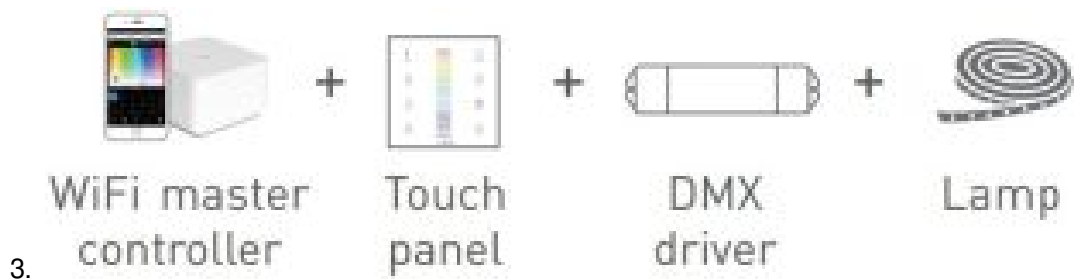 + + +
WiFi master controller
Touch panel
DMX driver
Lamp
3.